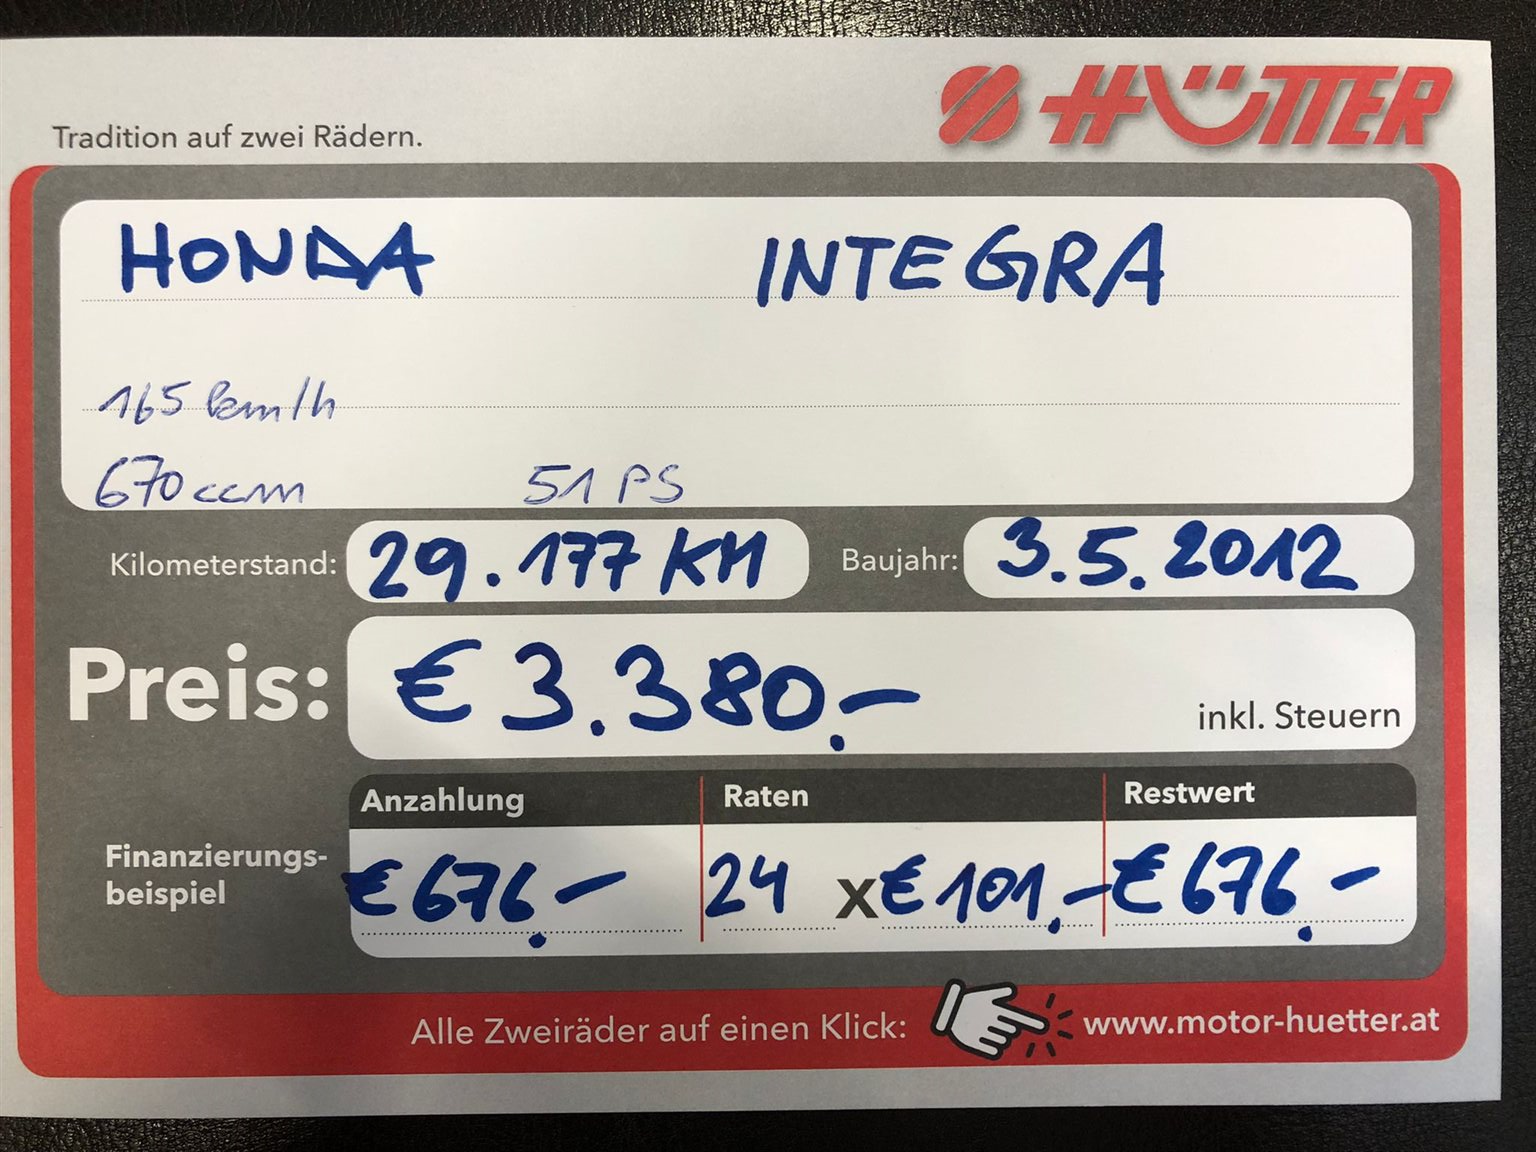 HÜTTER
Tradition auf zwei Rädern.
HONDA INTEGRA
165 km/h
670 ccm 51 PS
Kilometerstand: 29.177 KM Baujahr: 3.5.2012
Preis: € 3.380,- inkl. Steuern
Anzahlung Raten Restwert
Finanzierungs-
beispiel
€ 676,- 24 x € 101,- € 676,-
Alle Zweiräder auf einen Klick: www.motor-huetter.at